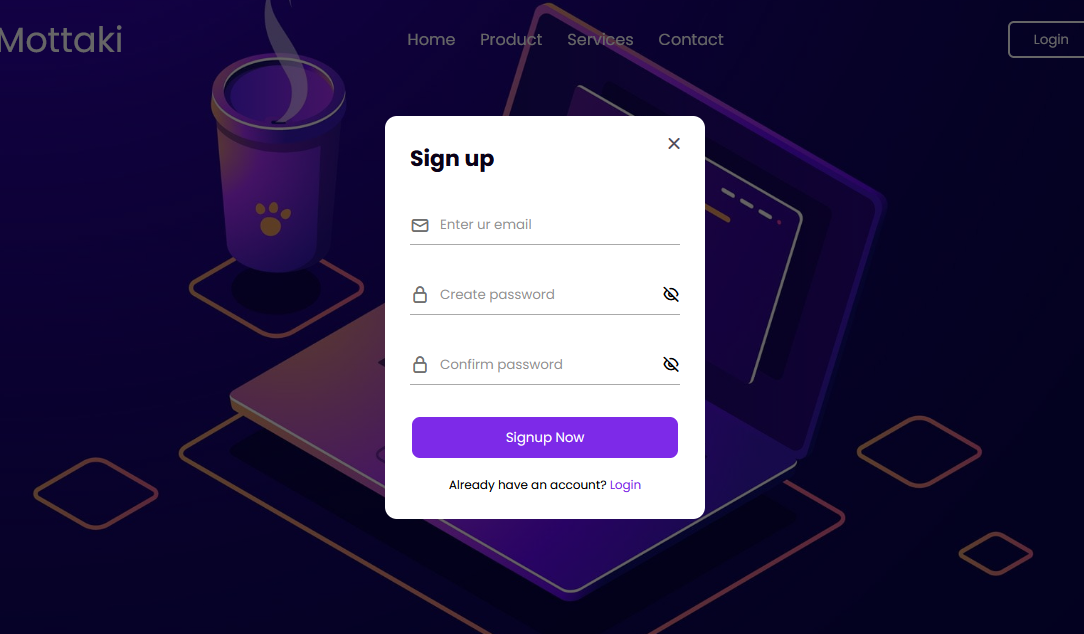 Mottaki
Home Product Services Contact
Login
Sign up
Enter ur email
Create password
Confirm password
Signup Now
Already have an account? Login